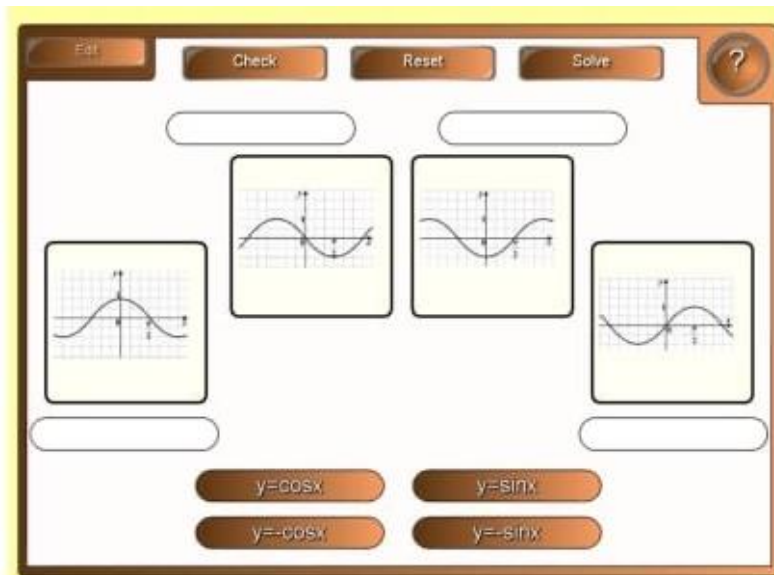 Edit
Check Reset Solve
?
y=cosx y=sinx
y=-cosx y=-sinx